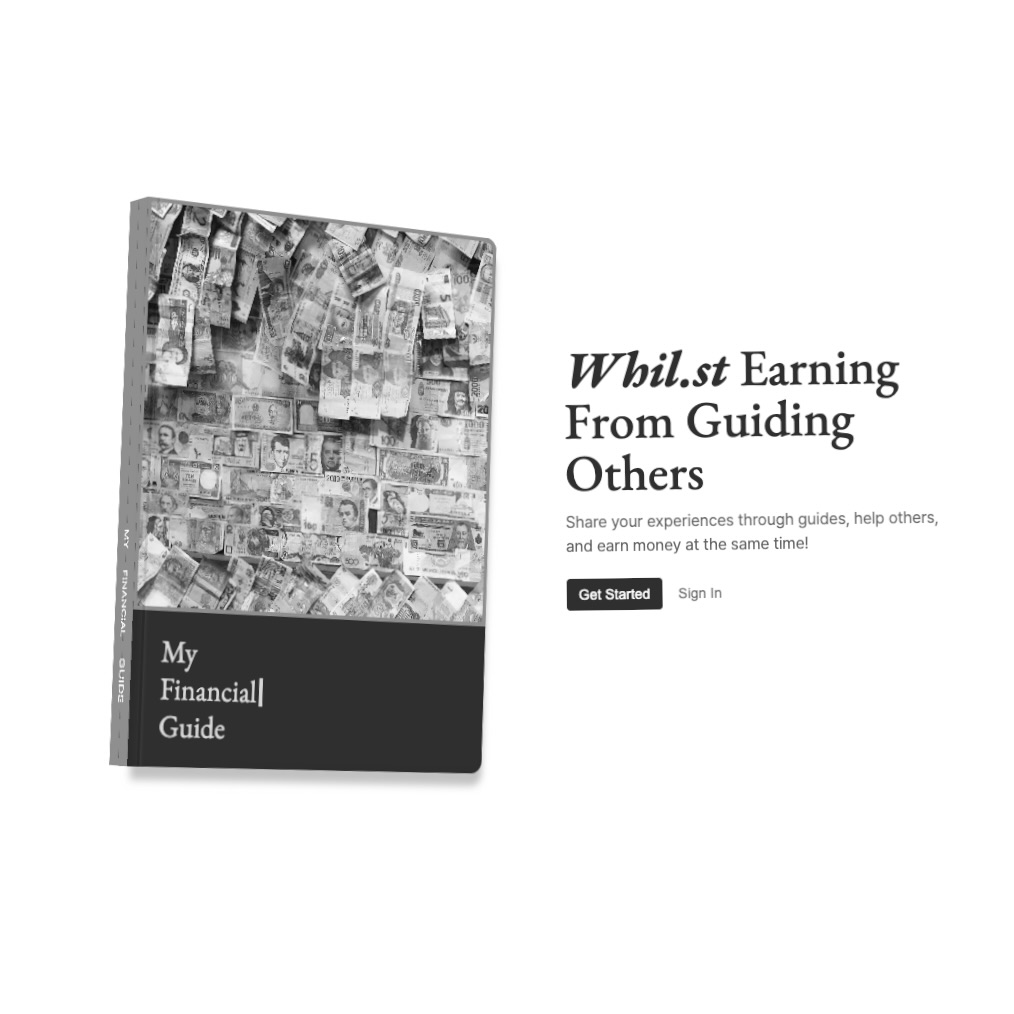 MY FINANCIAL GUIDE
My
Financial
Guide
Whil.st Earning
From Guiding
Others
Share your experiences through guides, help others,
and earn money at the same time!
Get Started
Sign In